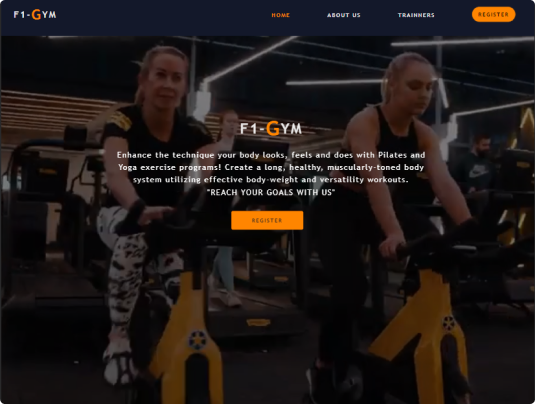 F1-GYM
HOME
ABOUT US
TRAINNERS
REGISTER
F1-GYM
Enhance the technique your body looks, feels and does with Pilates and
Yoga exercise programs! Create a long, healthy, muscularly-toned body
system utilizing effective body-weight and versatility workouts.
"REACH YOUR GOALS WITH US"
REGISTER